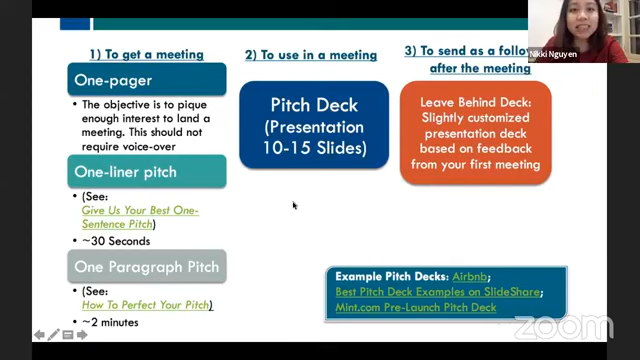 1) To get a meeting
One-pager
• The objective is to pique
enough interest to land a
meeting. This should not
require voice-over
One-liner pitch
• (See:
Give Us Your Best One-
Sentence Pitch)
• ~30 Seconds
One Paragraph Pitch
• (See:
How To Perfect Your Pitch)
• ~2 minutes
2) To use in a meeting
Pitch Deck
(Presentation
10-15 Slides)
3) To send as a follow
after the meeting
Leave Behind Deck:
Slightly customized
presentation deck
based on feedback
from your first meeting
Example Pitch Decks: Airbnb;
Best Pitch Deck Examples on SlideShare;
Mint.com Pre-Launch Pitch Deck
Nikki Nguyen
zoom